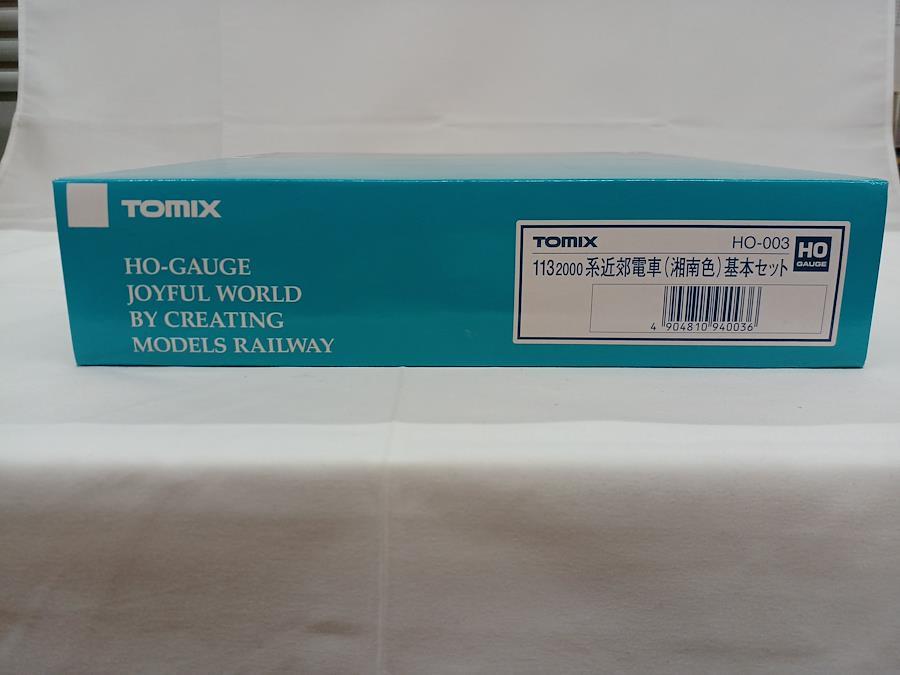 TOMIX
HO-GAUGE
JOYFUL WORLD
BY CREATING
MODELS RAILWAY
TOMIX HO-003
HO
GAUGE
113 2000 系近郊電車(湘南色)基本セット
4 904810 940036